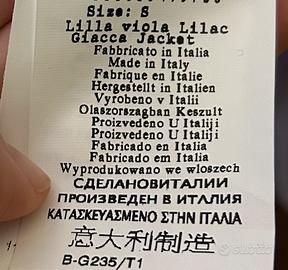 Size: S
Lilla viola Lilac
Giacca Jacket
Fabbricato in Italia
Made in Italy
Fabrique en Italie
Hergestellt in Italien
Vyrobeno v Italii
Olaszorszagban Keszult
Proizvedeno U Italiji
Proizvedeno U Italiji
Fabricado en Italia
Fabricado em Italia
Wyprodukowano we wloszech
СДЕЛАНОВИТАЛИИ
ПРОИЗВЕДЕН В ИТАЛИЯ
ΚΑΤΑΣΚΕΥΑΣΜΕΝΟ ΣΤΗΝ ΙΤΑΛΙΑ
意大利制造
B-G235/T1
subito